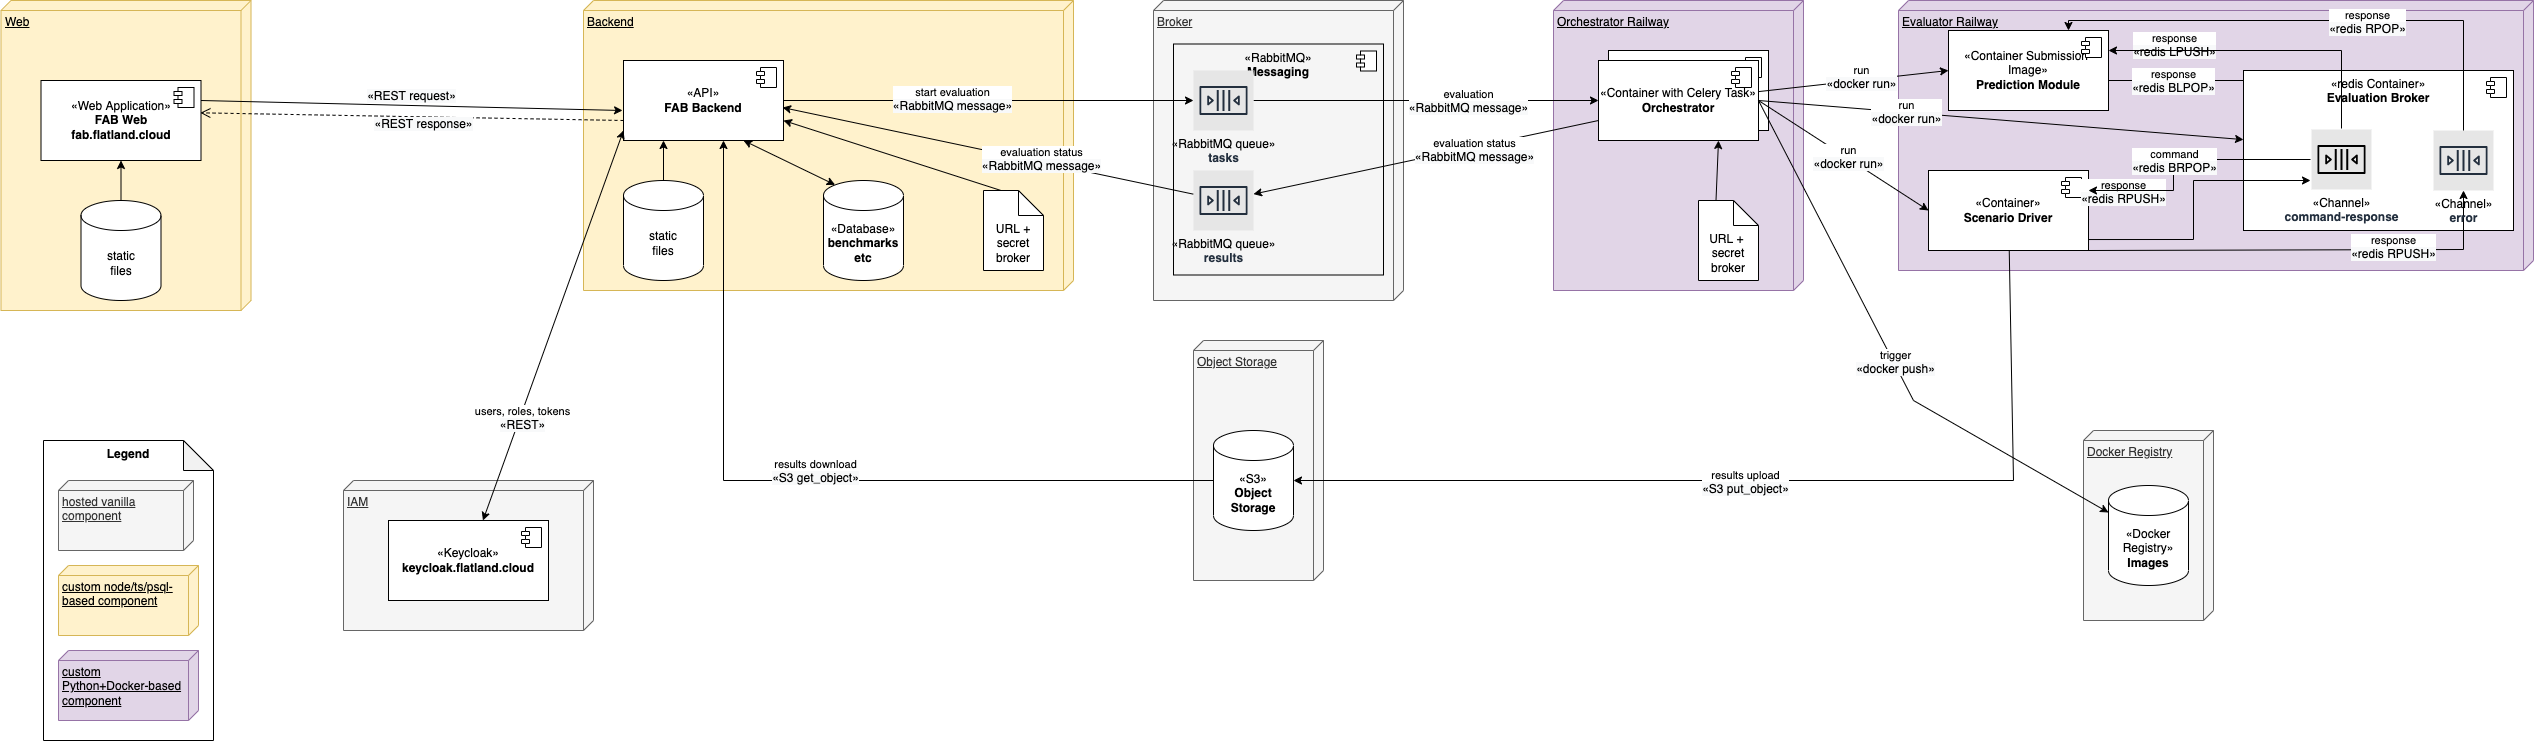 Web
«Web Application»
FAB Web
fab.flatland.cloud
static
files
«REST request»
«REST response»
Backend
«API»
FAB Backend
static
files
«Database»
benchmarks
etc
URL +
secret
broker
start evaluation
«RabbitMQ message»
evaluation status
«RabbitMQ message»
Broker
«RabbitMQ»
Messaging
«RabbitMQ queue»
tasks
«RabbitMQ queue»
results
evaluation
«RabbitMQ message»
evaluation status
«RabbitMQ message»
Orchestrator Railway
«Container with Celery Task»
Orchestrator
URL +
secret
broker
run
«docker run»
run
«docker run»
run
«docker run»
trigger
«docker push»
Evaluator Railway
«Container Submission
Image»
Prediction Module
response
«redis RPOP»
response
«redis LPUSH»
response
«redis BLPOP»
«redis Container»
Evaluation Broker
command
«redis BRPOP»
response
«redis RPUSH»
«Channel»
command-response
«Channel»
error
«Container»
Scenario Driver
response
«redis RPUSH»
users, roles, tokens
«REST»
IAM
«Keycloak»
keycloak.flatland.cloud
results download
«S3 get_object»
Object Storage
«S3»
Object
Storage
results upload
«S3 put_object»
Docker Registry
«Docker
Registry»
Images
Legend
hosted vanilla
component
custom node/ts/psql-
based component
custom
Python+Docker-based
component